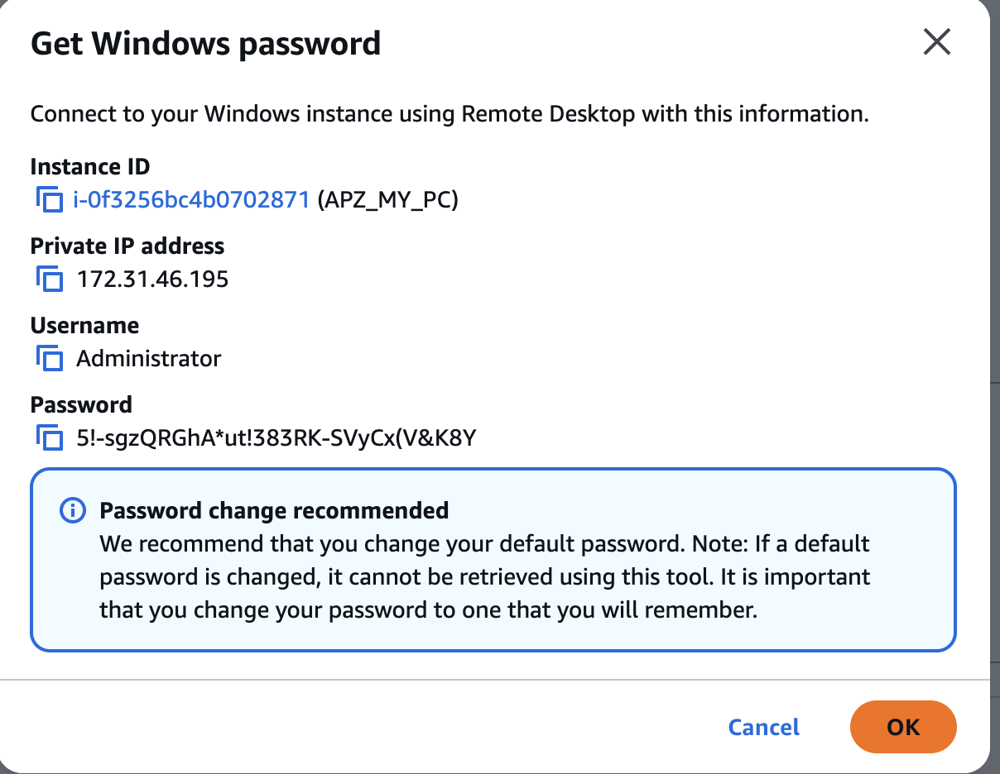 Get Windows password
Connect to your Windows instance using Remote Desktop with this information.
Instance ID
i-0f3256bc4b0702871 (APZ_MY_PC)
Private IP address
172.31.46.195
Username
Administrator
Password
5!-sgzQRGhA*ut!383RK-SVyCx(V&K8Y
Password change recommended
We recommend that you change your default password. Note: If a default
password is changed, it cannot be retrieved using this tool. It is important
that you change your password to one that you will remember.
Cancel
OK